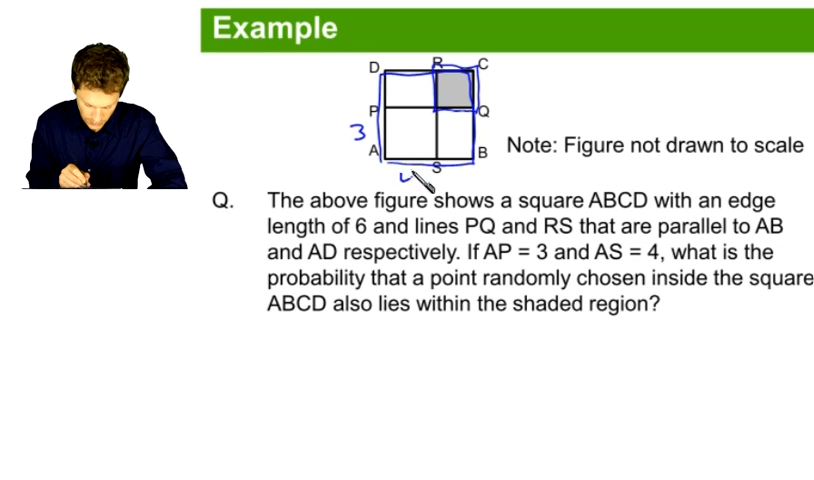 Example
D R C
P Q
3
A B
S
Note: Figure not drawn to scale
Q. The above figure shows a square ABCD with an edge
length of 6 and lines PQ and RS that are parallel to AB
and AD respectively. If AP = 3 and AS = 4, what is the
probability that a point randomly chosen inside the square
ABCD also lies within the shaded region?